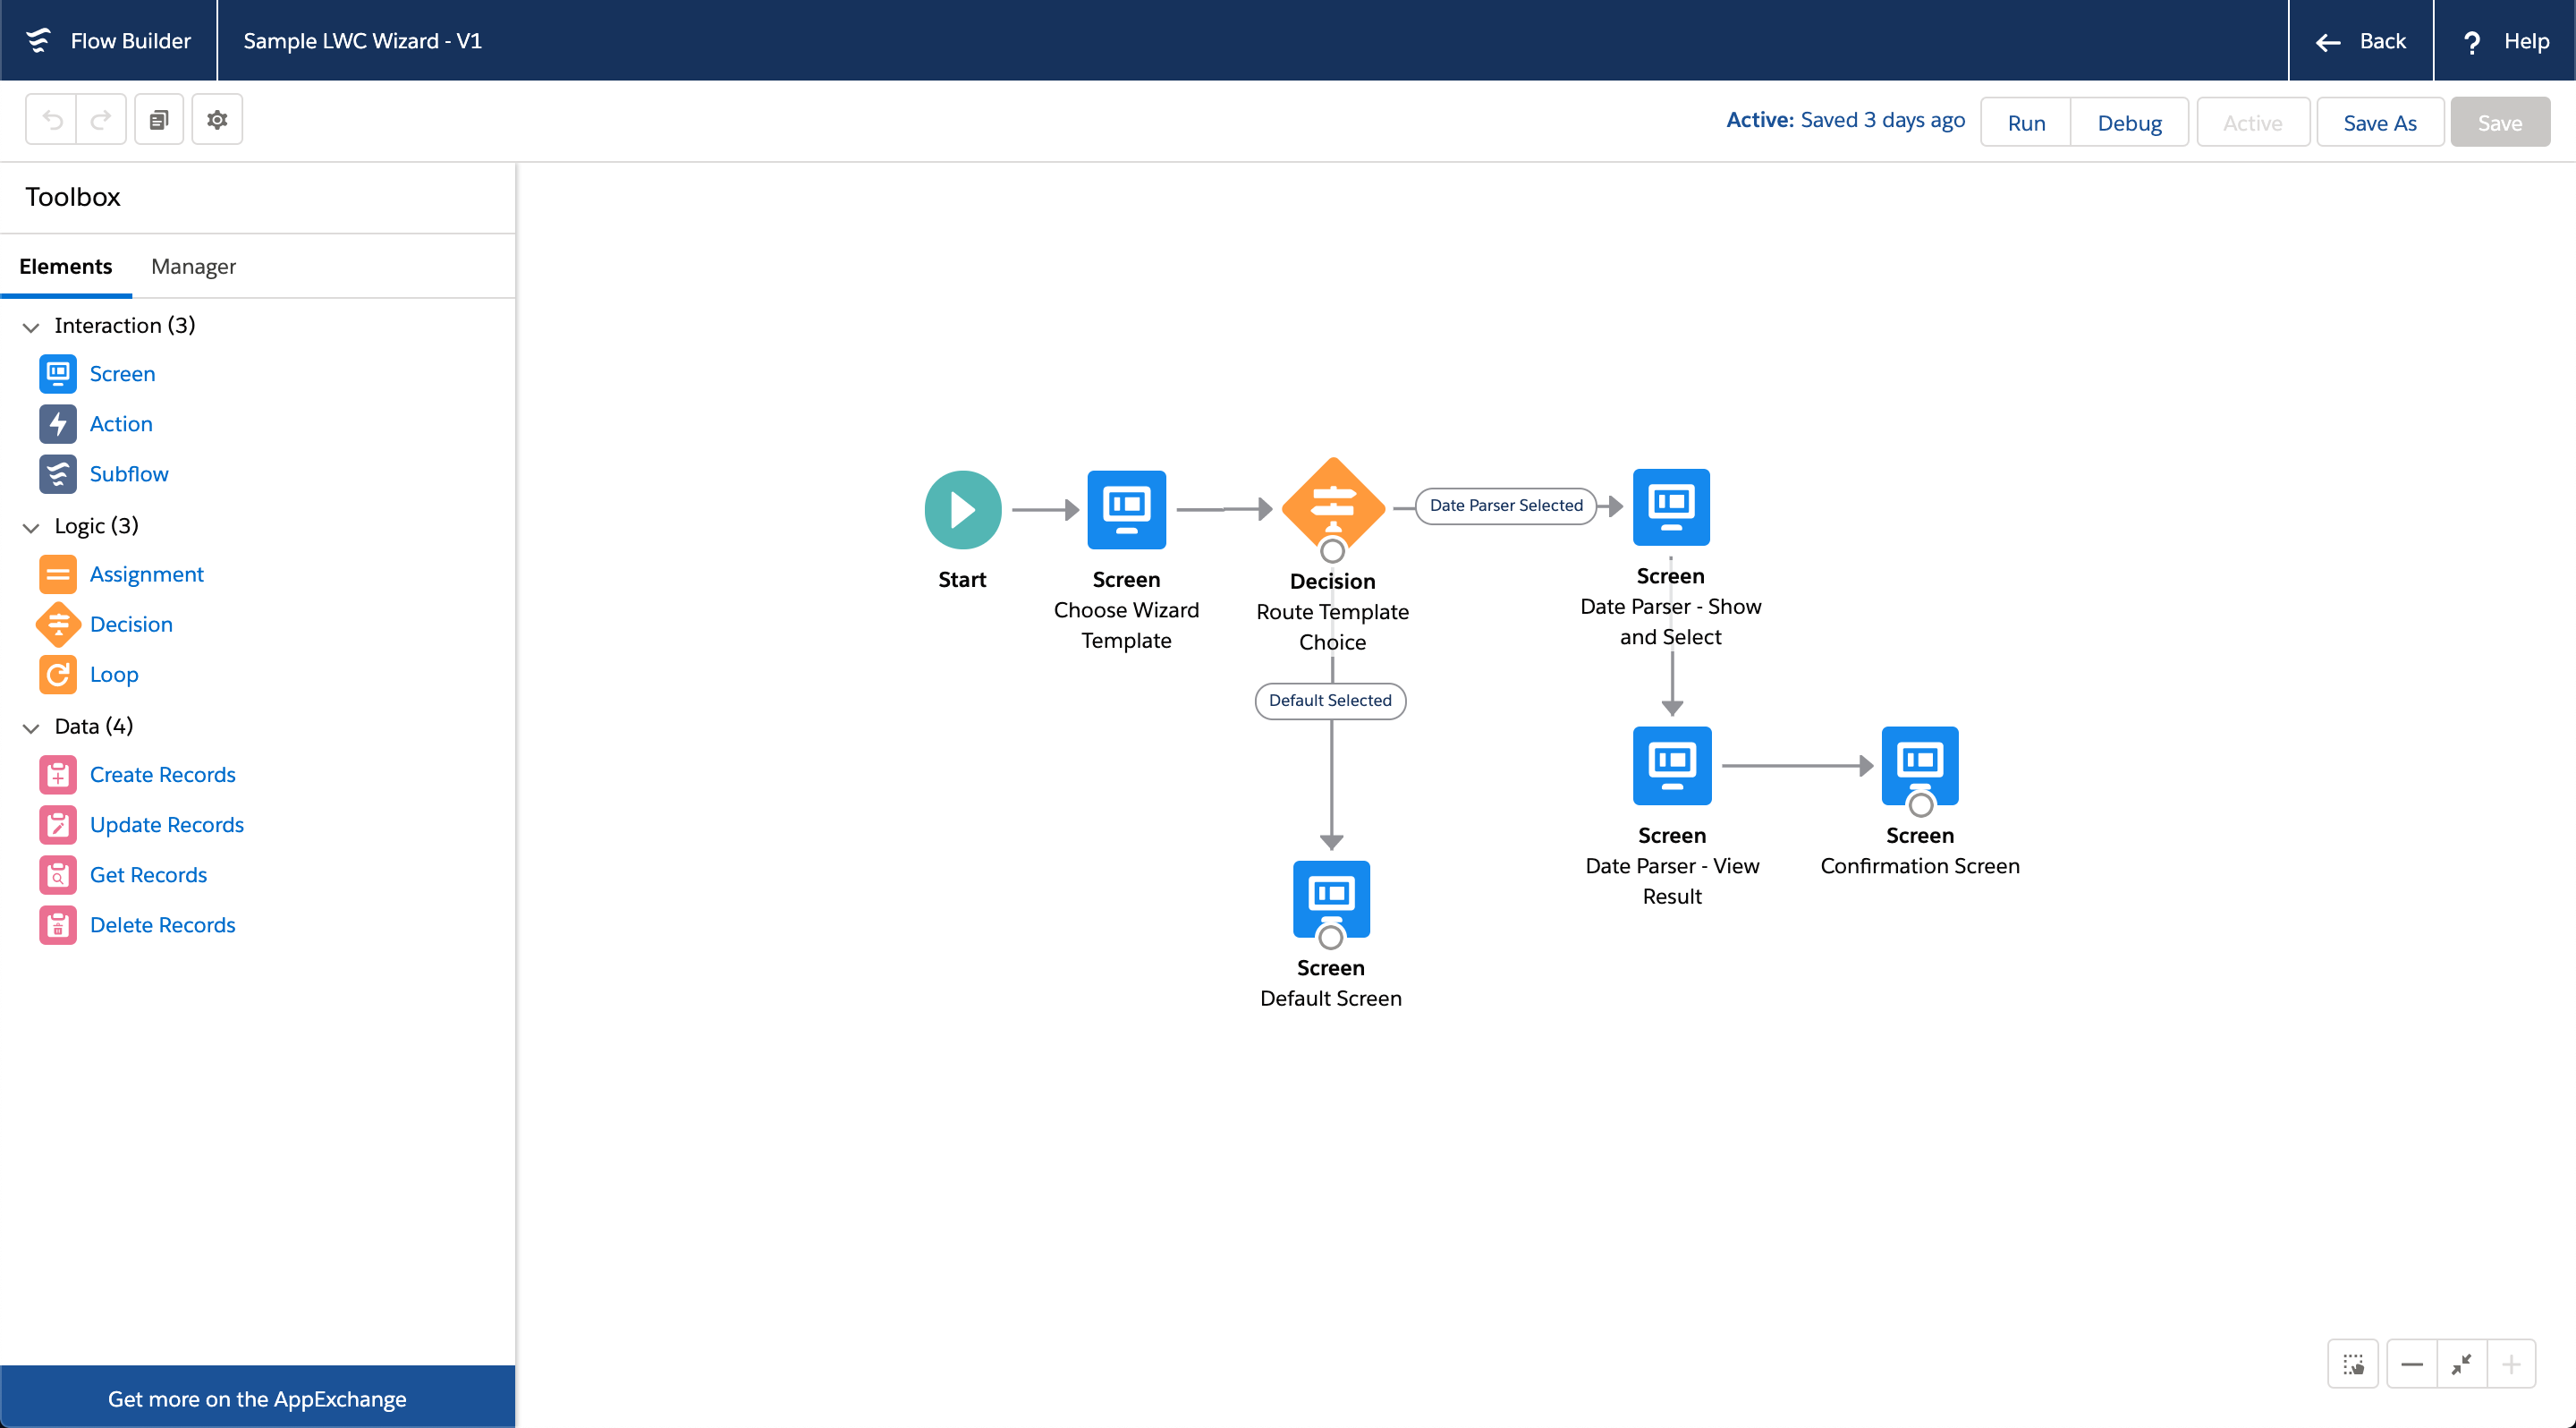 Flow Builder
Sample LWC Wizard - V1
Back
? Help
Active: Saved 3 days ago
Run
Debug
Active
Save As
Save
Toolbox
Elements
Manager
Interaction (3)
Screen
Action
Subflow
Logic (3)
Assignment
Decision
Loop
Data (4)
Create Records
Update Records
Get Records
Delete Records
Get more on the AppExchange
Start
Screen
Choose Wizard
Template
Decision
Route Template
Choice
Date Parser Selected
Screen
Date Parser - Show
and Select
Default Selected
Screen
Date Parser - View
Result
Screen
Confirmation Screen
Screen
Default Screen